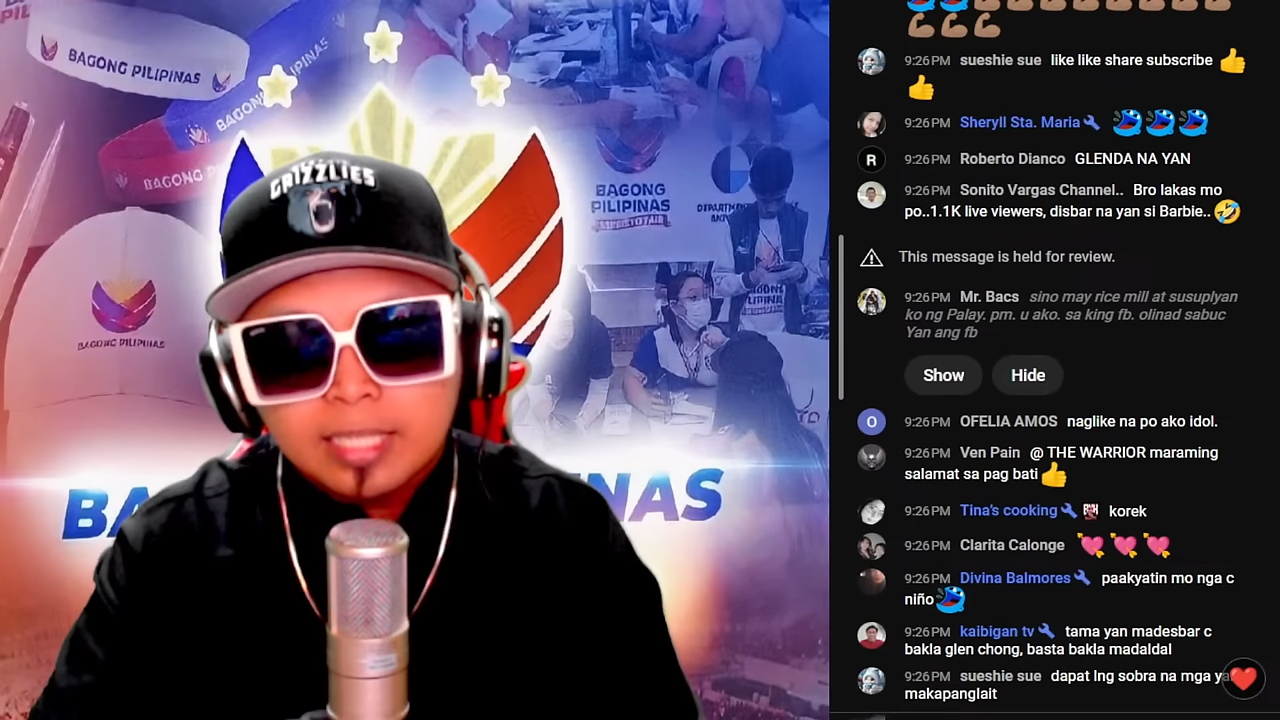 PIL
BAGONG PILIPINAS
BAGONG PILIPINAS
BAGONG PI
BAGONG PILIPINAS
GRIZZLIES
BAGONG
PILIPINAS
BA
NAS
9:26 PM sueshie sue like like share subscribe 👍
👍
9:26 PM Sheryll Sta. Maria
R 9:26 PM Roberto Dianco GLENDA NA YAN
9:26 PM Sonito Vargas Channel.. Bro lakas mo
po..1.1K live viewers, disbar na yan si Barbie.. 🤣
This message is held for review.
9:26 PM Mr. Bacs sino may rice mill at susuplyan
ko ng Palay. pm. u ako. sa king fb. olinad sabuc
Yan ang fb
Show Hide
O 9:26 PM OFELIA AMOS naglike na po ako idol.
9:26 PM Ven Pain @ THE WARRIOR maraming
salamat sa pag bati 👍
9:26 PM Tina's cooking korek
9:26 PM Clarita Calonge 💘💘💘
9:26 PM Divina Balmores paakyatin mo nga c
niño
9:26 PM kaibigan tv tama yan madesbar c
bakla glen chong, basta bakla madaldal
9:26 PM sueshie sue dapat lng sobra na mga ya
makapanglait